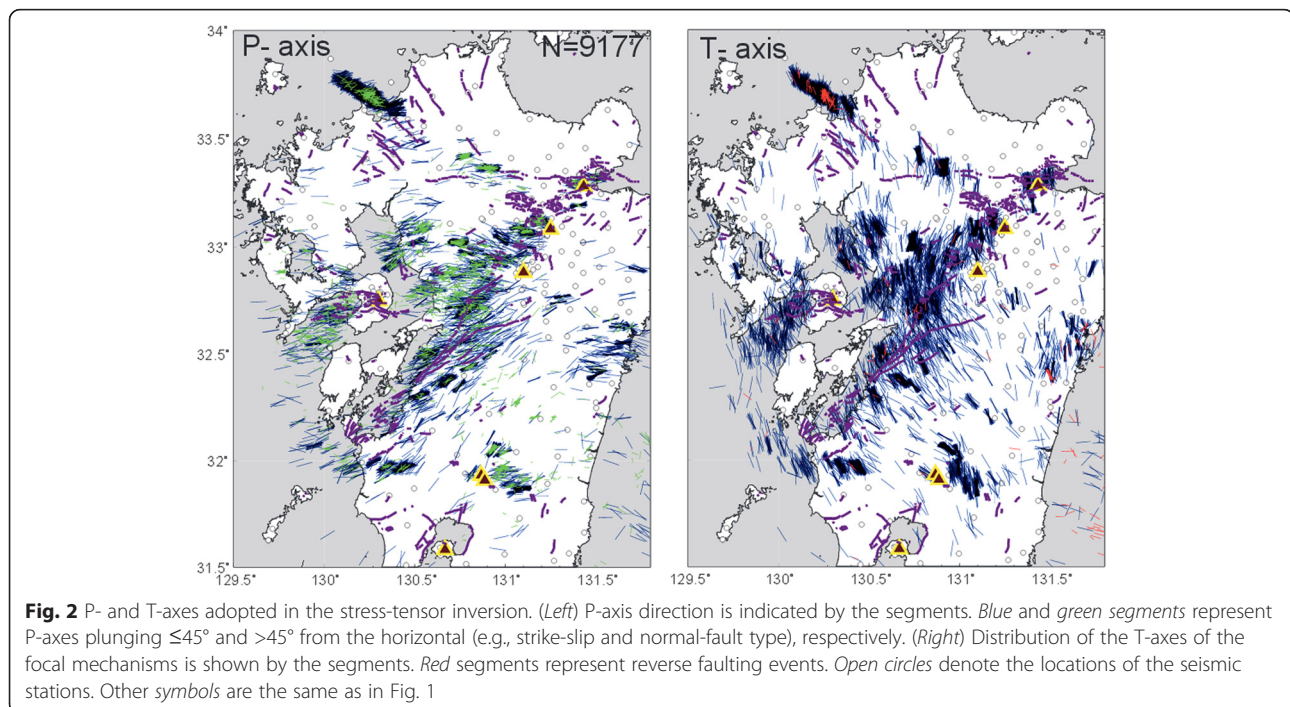 P- axis N=9177 T- axis
34˚
33.5˚
33˚
32.5˚
32˚
31.5˚
129.5˚ 130.0˚ 130.5˚ 131˚ 131.5˚ 129.5˚ 130.0˚ 130.5˚ 131˚ 131.5˚
Fig. 2 P- and T-axes adopted in the stress-tensor inversion. (Left) P-axis direction is indicated by the segments. Blue and green segments represent
P-axes plunging ≤45° and >45° from the horizontal (e.g., strike-slip and normal-fault type), respectively. (Right) Distribution of the T-axes of the
focal mechanisms is shown by the segments. Red segments represent reverse faulting events. Open circles denote the locations of the seismic
stations. Other symbols are the same as in Fig. 1